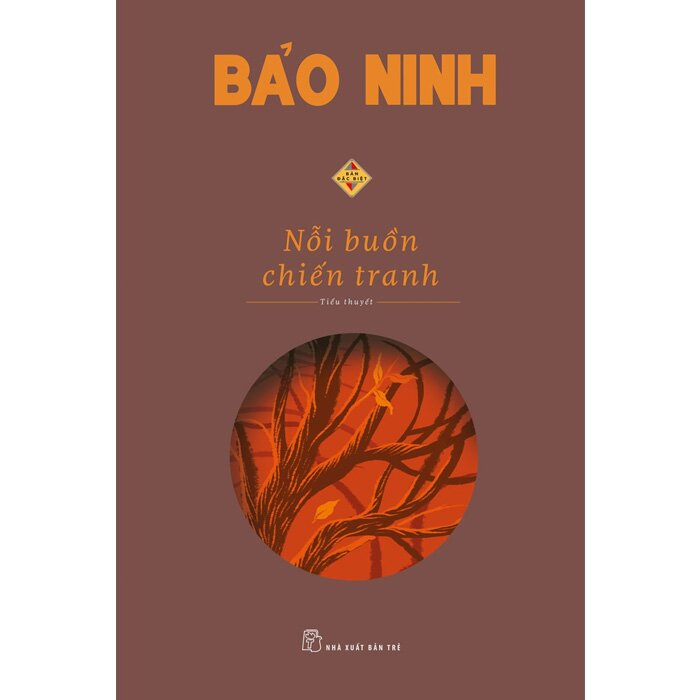 BẢO NINH
BẢN
ĐẶC BIỆT
Nỗi buồn
chiến tranh
Tiểu thuyết
NHÀ XUẤT BẢN TRẺ